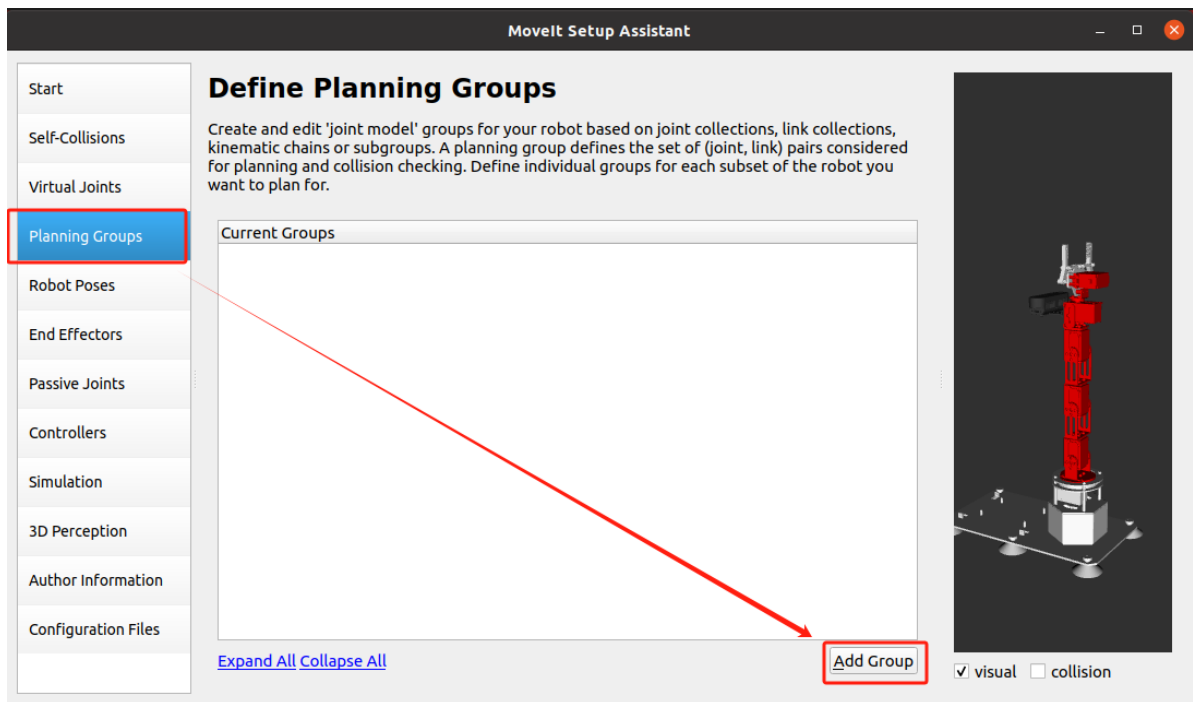 MoveIt Setup Assistant
Start
Self-Collisions
Virtual Joints
Planning Groups
Robot Poses
End Effectors
Passive Joints
Controllers
Simulation
3D Perception
Author Information
Configuration Files
Define Planning Groups
Create and edit 'joint model' groups for your robot based on joint collections, link collections,
kinematic chains or subgroups. A planning group defines the set of (joint, link) pairs considered
for planning and collision checking. Define individual groups for each subset of the robot you
want to plan for.
Current Groups
Expand All Collapse All
Add Group
visual collision